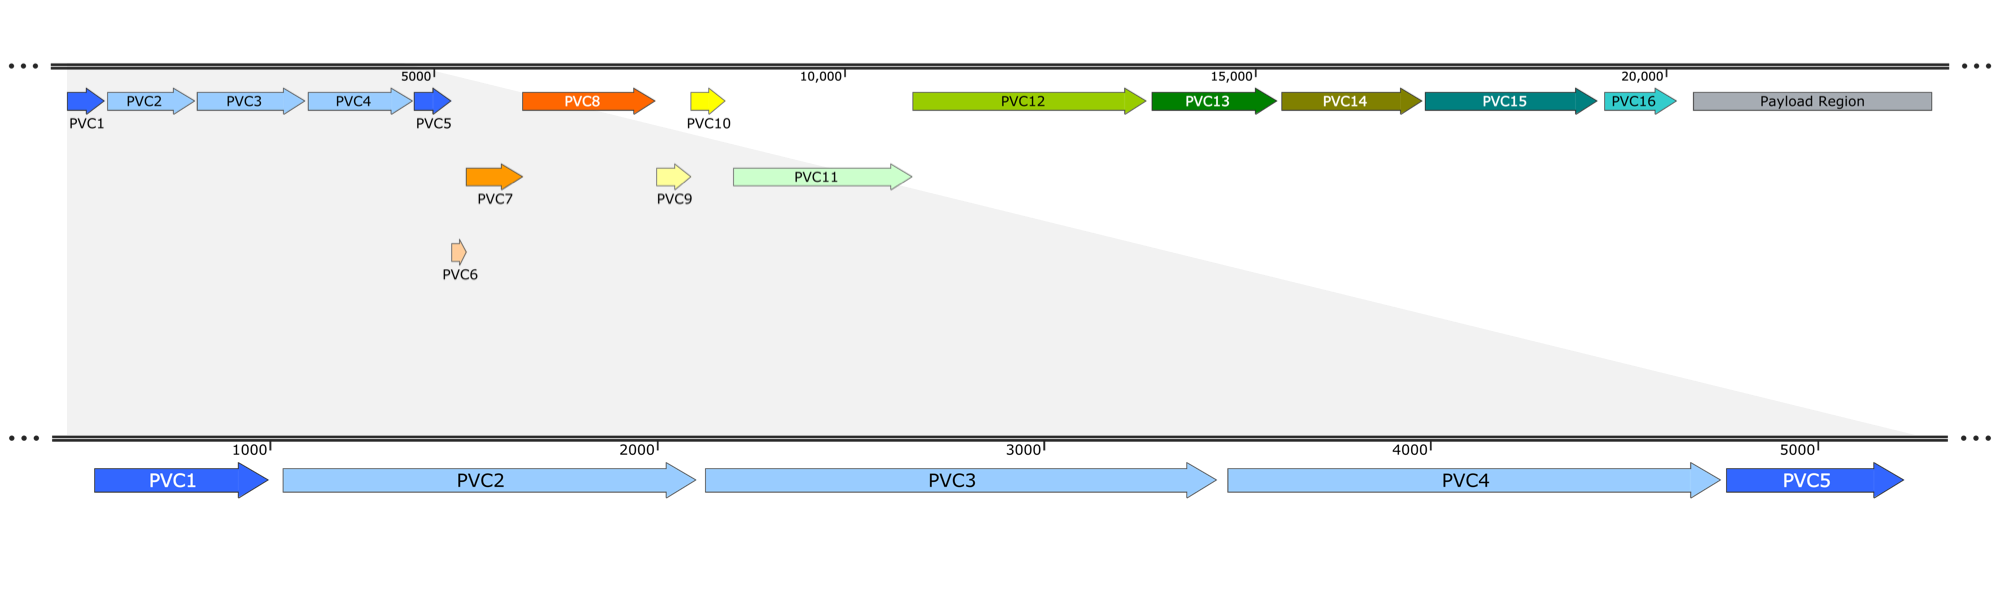 5000 10,000 15,000 20,000
PVC2 PVC3 PVC4 PVC8 PVC12 PVC13 PVC14 PVC15 PVC16 Payload Region
PVC1 PVC5 PVC10
PVC11
PVC7 PVC9
PVC6
1000 2000 3000 4000 5000
PVC1 PVC2 PVC3 PVC4 PVC5